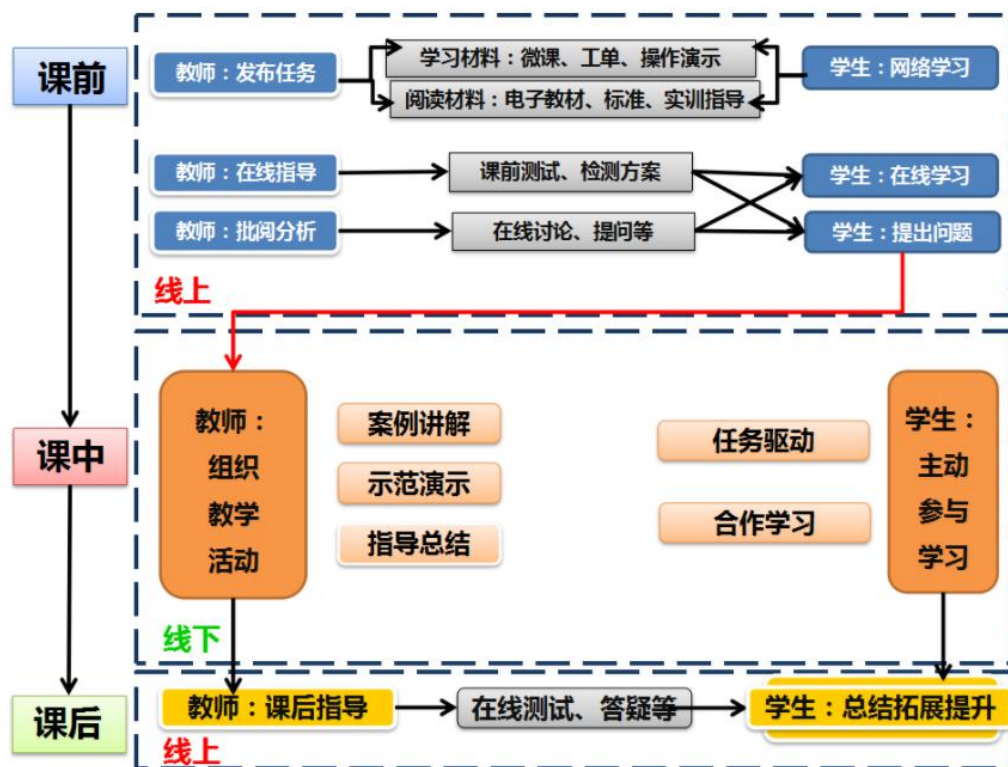 课前
教师：发布任务
学习材料：微课、工单、操作演示
学生：网络学习
阅读材料：电子教材、标准、实训指导
教师：在线指导
课前测试、检测方案
学生：在线学习
教师：批阅分析
在线讨论、提问等
学生：提出问题
线上
课中
教师：
组织
教学
活动
案例讲解
示范演示
指导总结
任务驱动
合作学习
学生：
主动
参与
学习
线下
课后
教师：课后指导
在线测试、答疑等
学生：总结拓展提升
线上